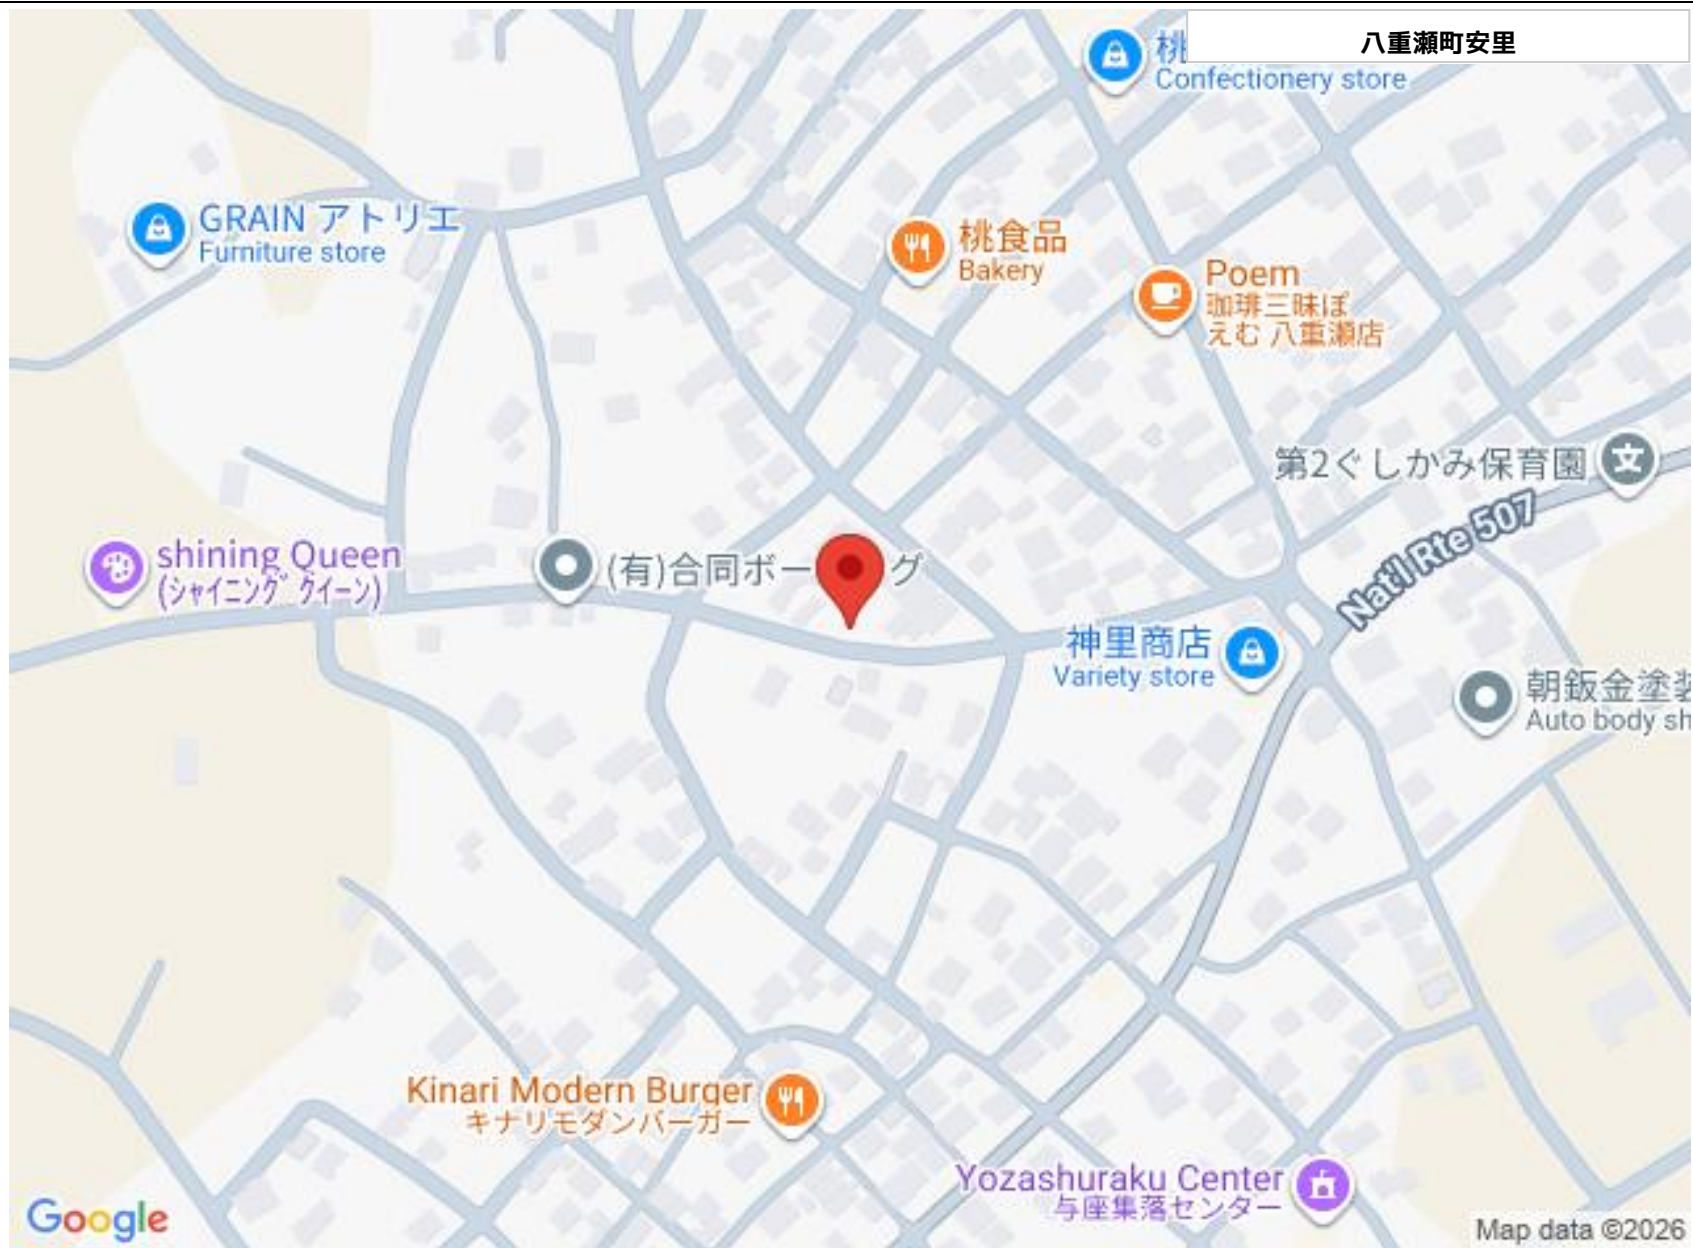 八重瀬町安里
桃
Confectionery store
GRAIN アトリエ
Furniture store
桃食品
Bakery
Poem
珈琲三昧ぽ
えむ 八重瀬店
第2ぐしかみ保育園
Nat'l Rte 507
shining Queen
(シャイニング クイーン)
(有)合同ボー
グ
神里商店
Variety store
朝鈑金塗装
Auto body sh
Kinari Modern Burger
キナリモダンバーガー
Yozashuraku Center
与座集落センター
Google
Map data ©2026